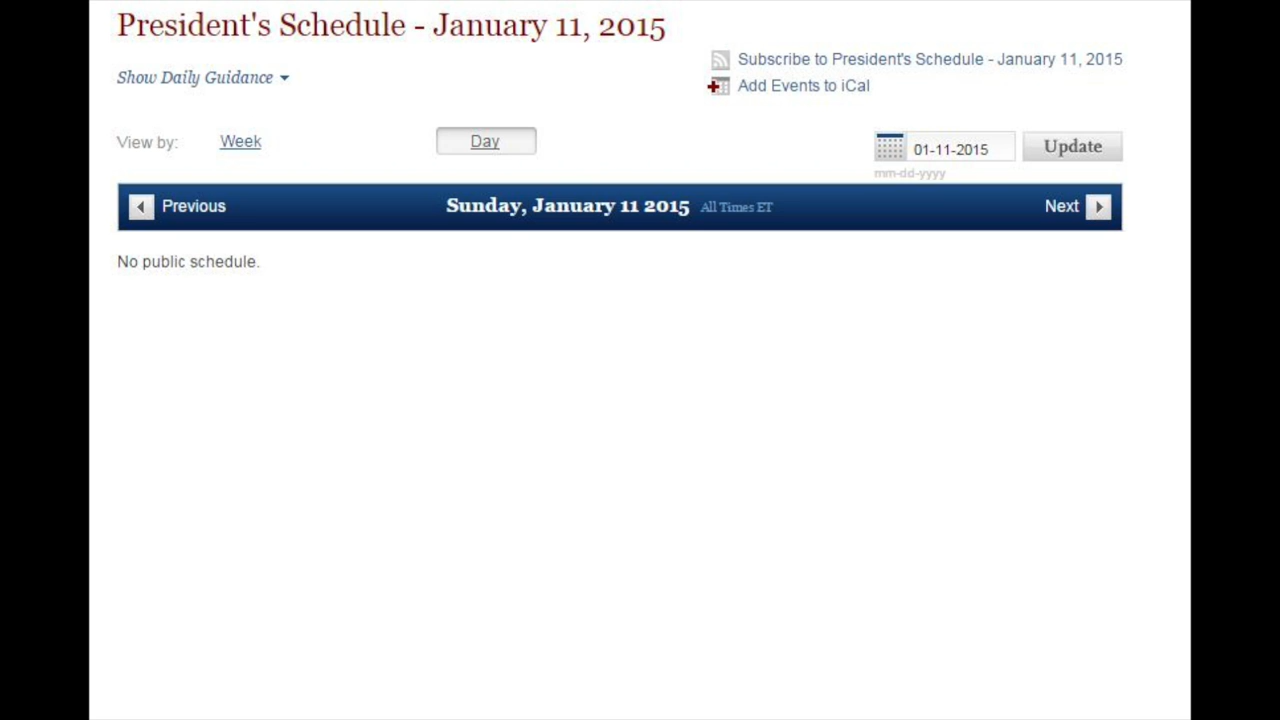 President's Schedule - January 11, 2015
Subscribe to President's Schedule - January 11, 2015
Show Daily Guidance
Add Events to iCal
View by: Week Day
01-11-2015 Update
mm-dd-yyyy
Previous Sunday, January 11 2015 All Times ET Next
No public schedule.